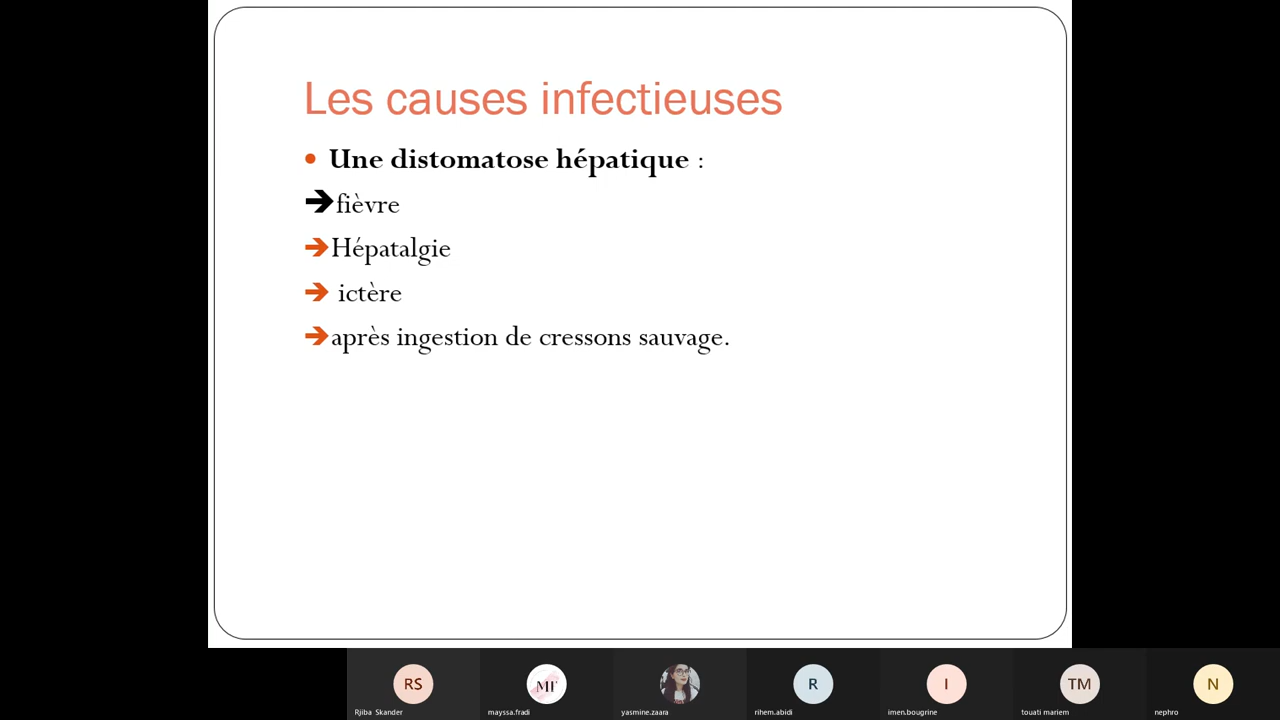 Les causes infectieuses
• Une distomatose hépatique :
➔fièvre
➔Hépatalgie
➔ ictère
➔après ingestion de cressons sauvage.
RS
MF
R
I
TM
N
Rjiba Skander
mayssa.fradi
yasmine.zaara
rihem.abidi
imen.bougrine
touati mariem
nephro